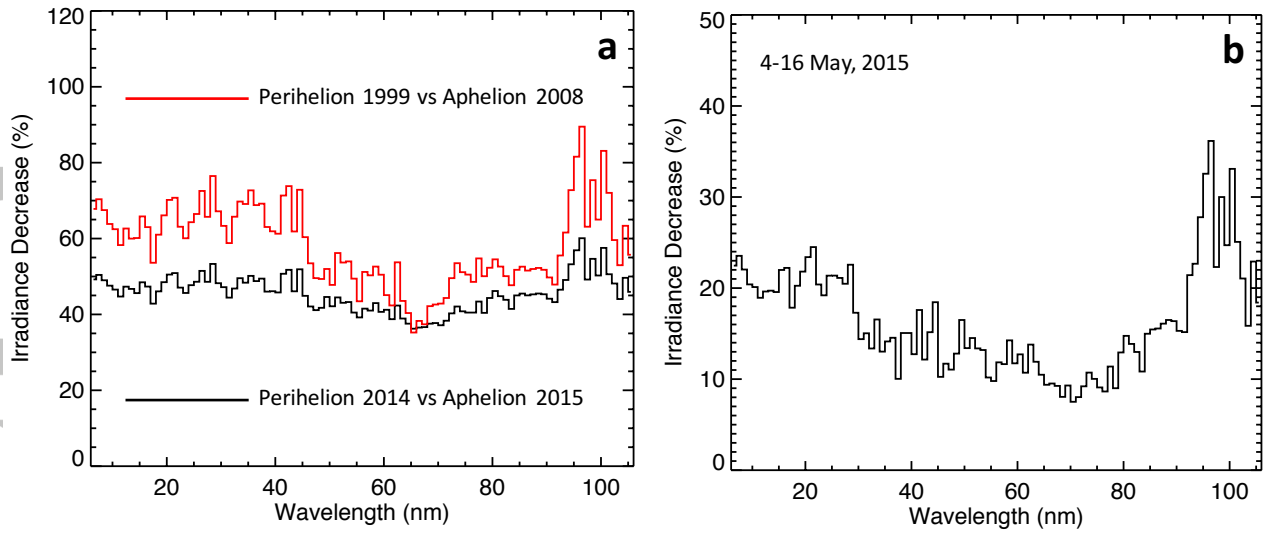 a
120
100
80
60
40
20
0
Irradiance Decrease (%)
Perihelion 1999 vs Aphelion 2008
Perihelion 2014 vs Aphelion 2015
20 40 60 80 100
Wavelength (nm)
b
50
40
30
20
10
0
Irradiance Decrease (%)
4-16 May, 2015
20 40 60 80 100
Wavelength (nm)